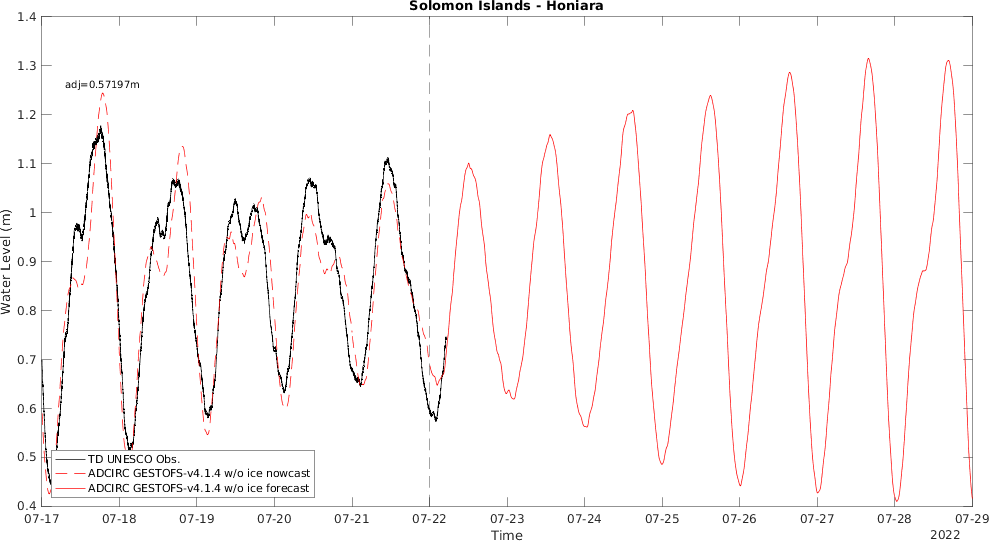 Solomon Islands - Honiara
1.4
1.3
1.2
1.1
1
0.9
0.8
0.7
0.6
0.5
0.4
Water Level (m)
adj=0.57197m
TD UNESCO Obs.
ADCIRC GESTOFS-v4.1.4 w/o ice nowcast
ADCIRC GESTOFS-v4.1.4 w/o ice forecast
07-17 07-18 07-19 07-20 07-21 07-22 07-23 07-24 07-25 07-26 07-27 07-28 07-29
Time
2022